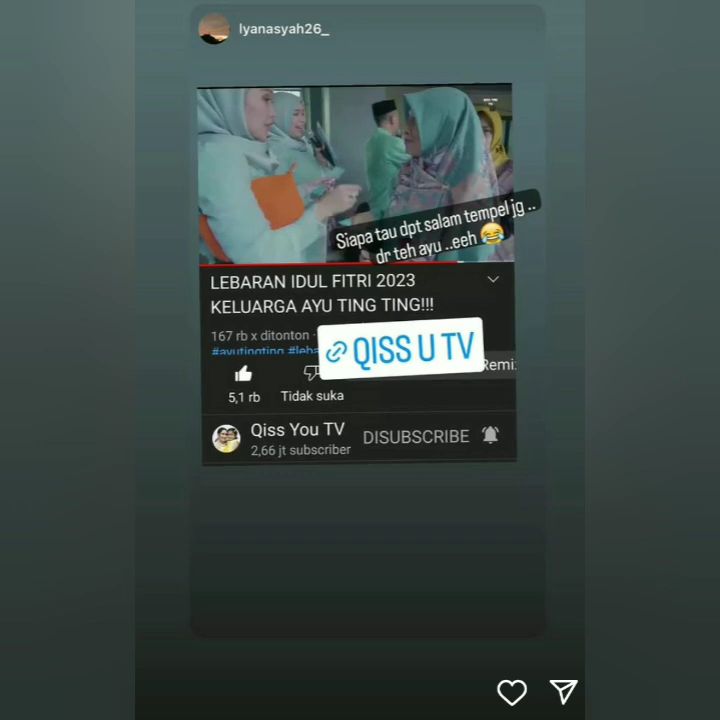 lyanasyah26_
Siapa tau dpt salam tempel jg ..
dr teh ayu ..eeh 😂
LEBARAN IDUL FITRI 2023
KELUARGA AYU TING TING!!!
167 rb x ditonton
#ayutingting
QISS U TV
Remi
5,1 rb
Tidak suka
Qiss You TV
DISUBSCRIBE
2,66 jt subscriber